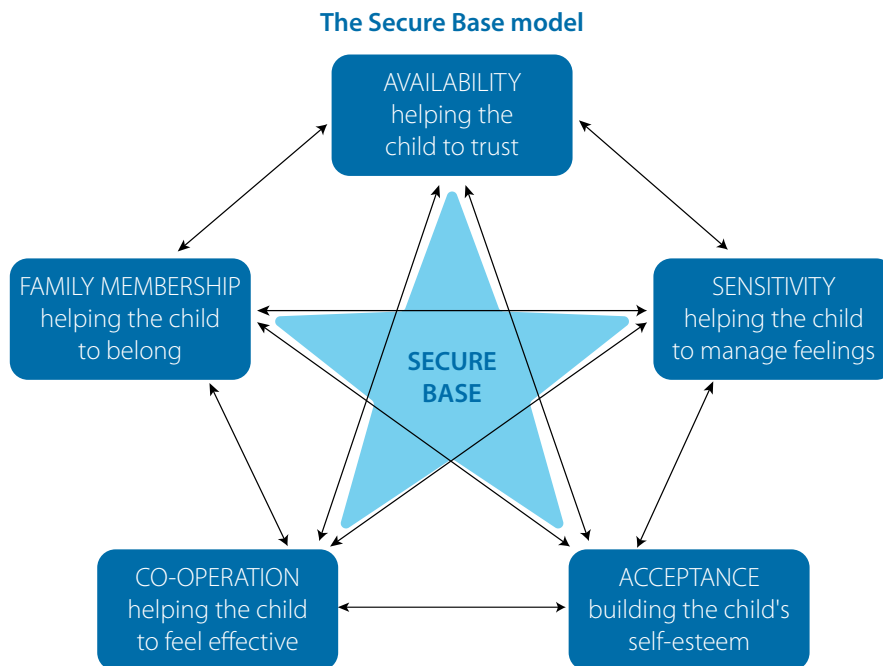 The Secure Base model
AVAILABILITY
helping the
child to trust
FAMILY MEMBERSHIP
helping the child
to belong
SENSITIVITY
helping the child
to manage feelings
SECURE
BASE
CO-OPERATION
helping the child
to feel effective
ACCEPTANCE
building the child's
self-esteem